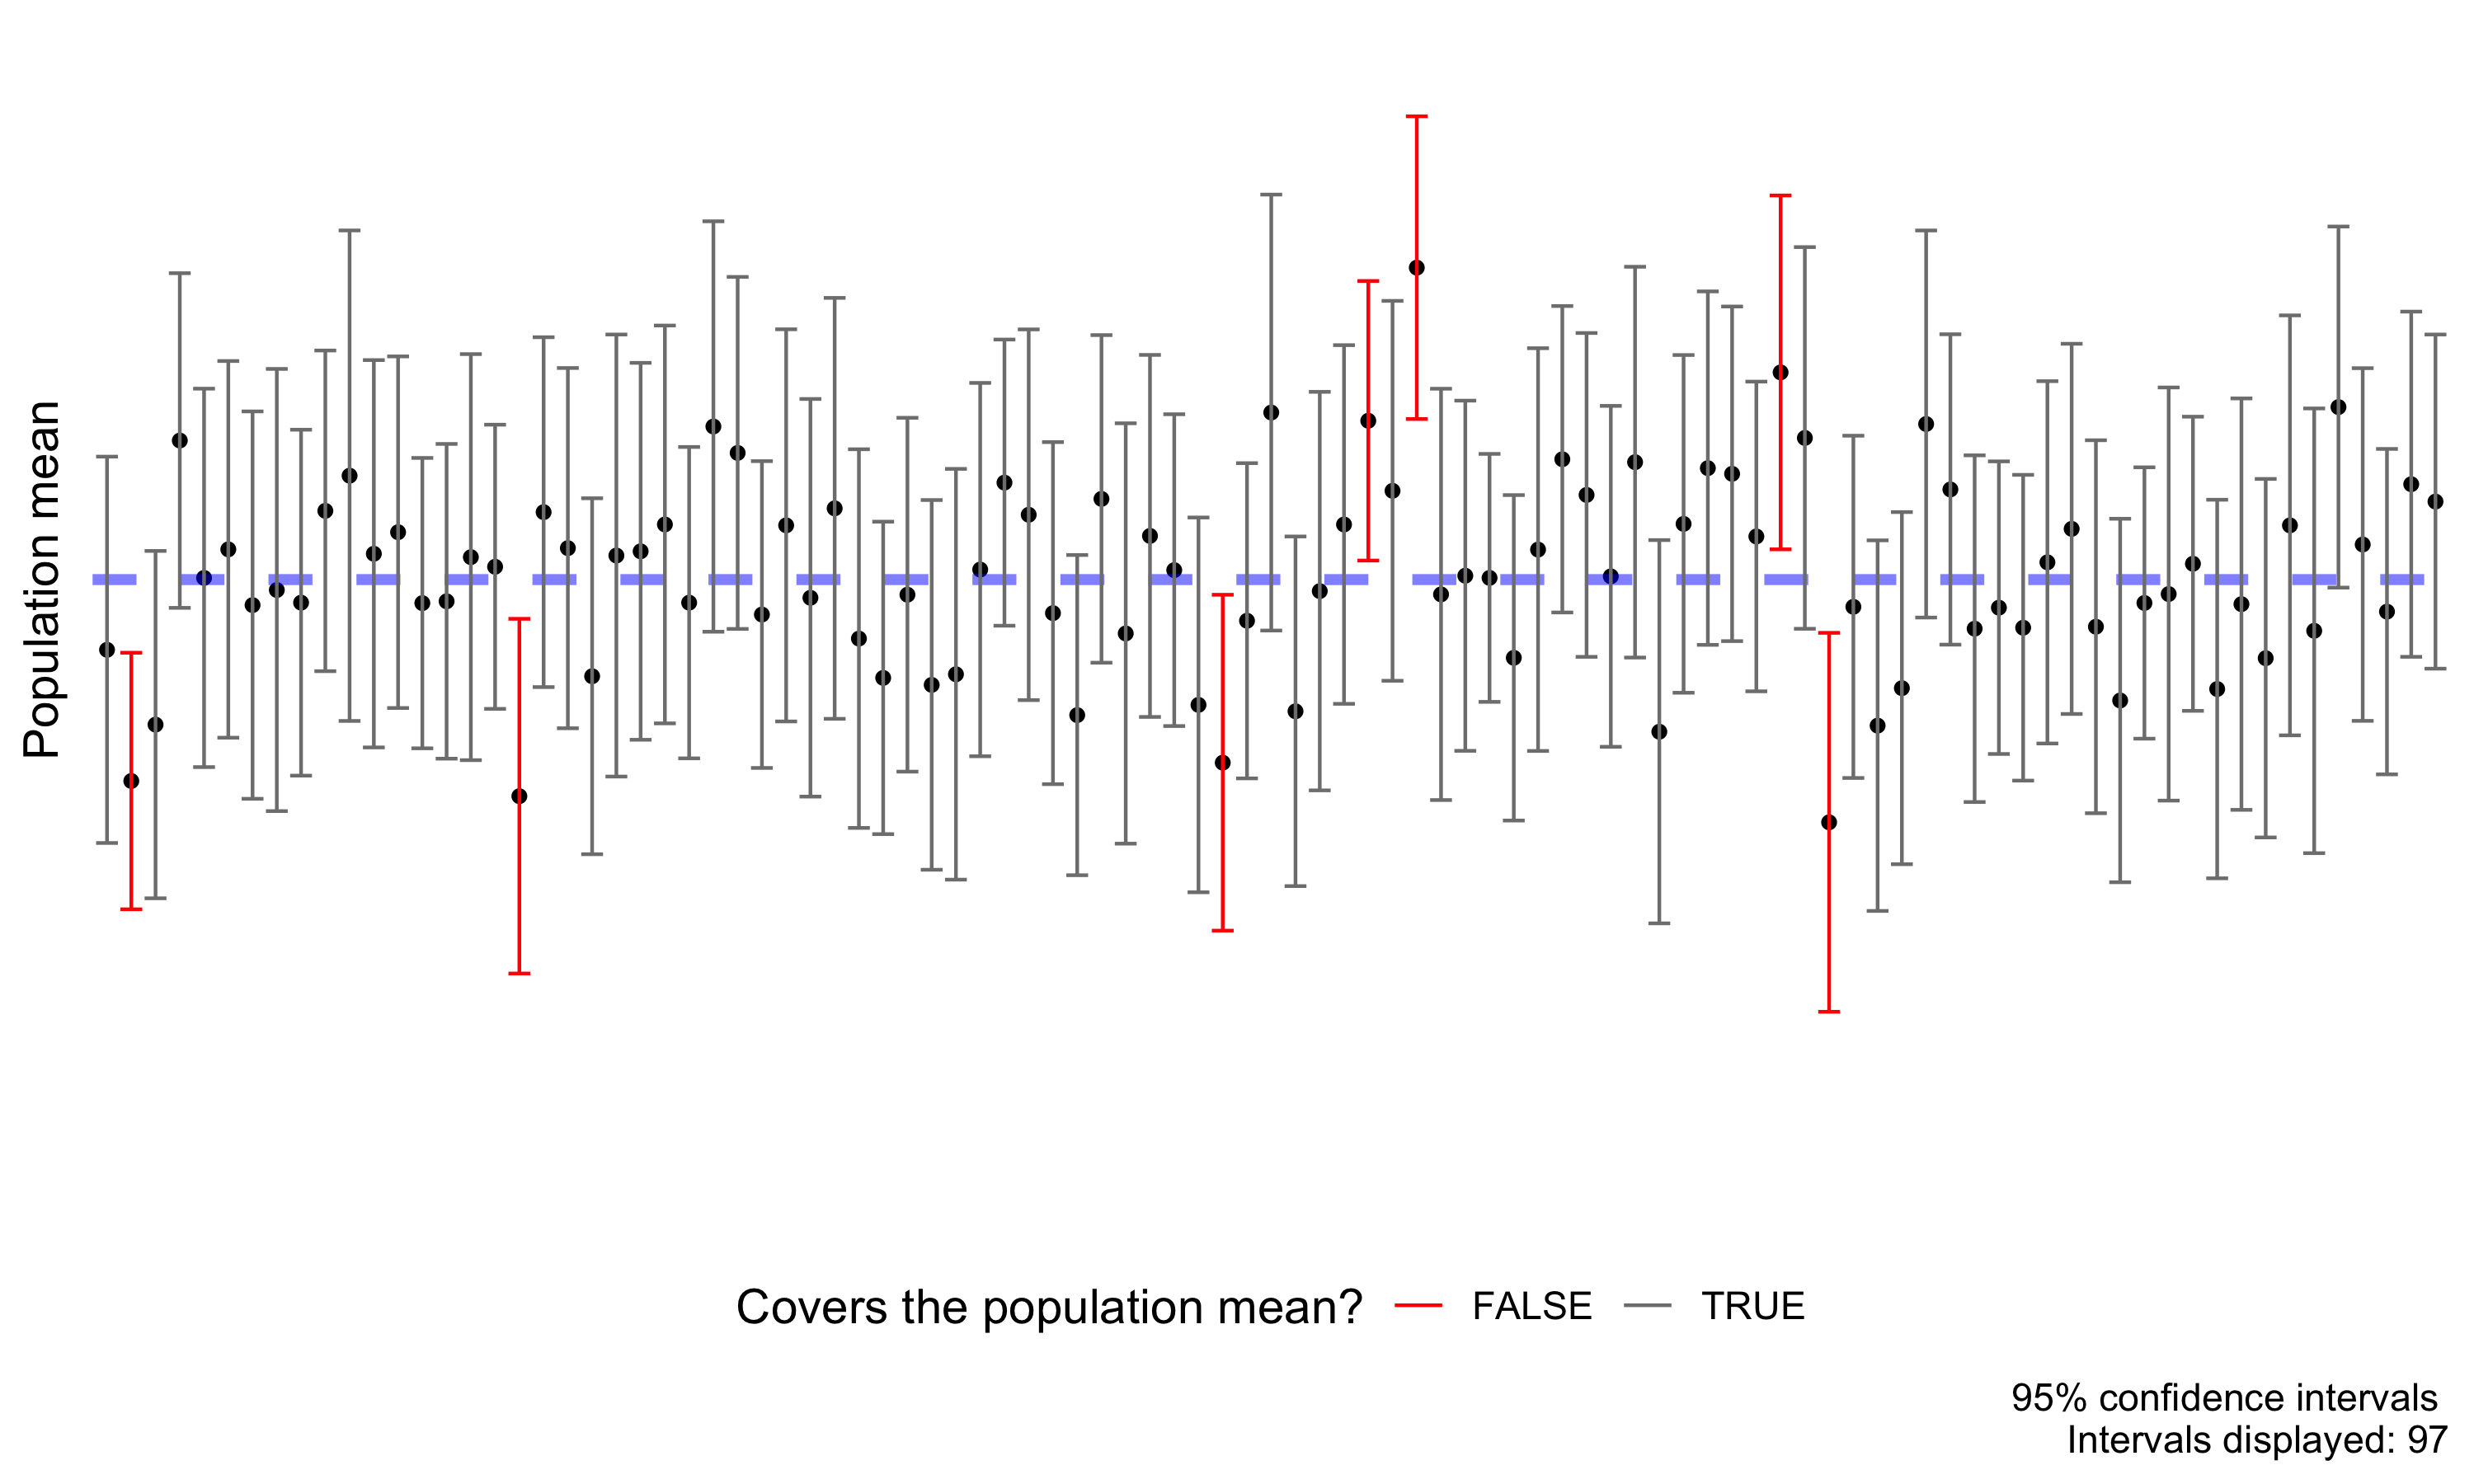 Population mean
Covers the population mean? FALSE TRUE
95% confidence intervals
Intervals displayed: 97